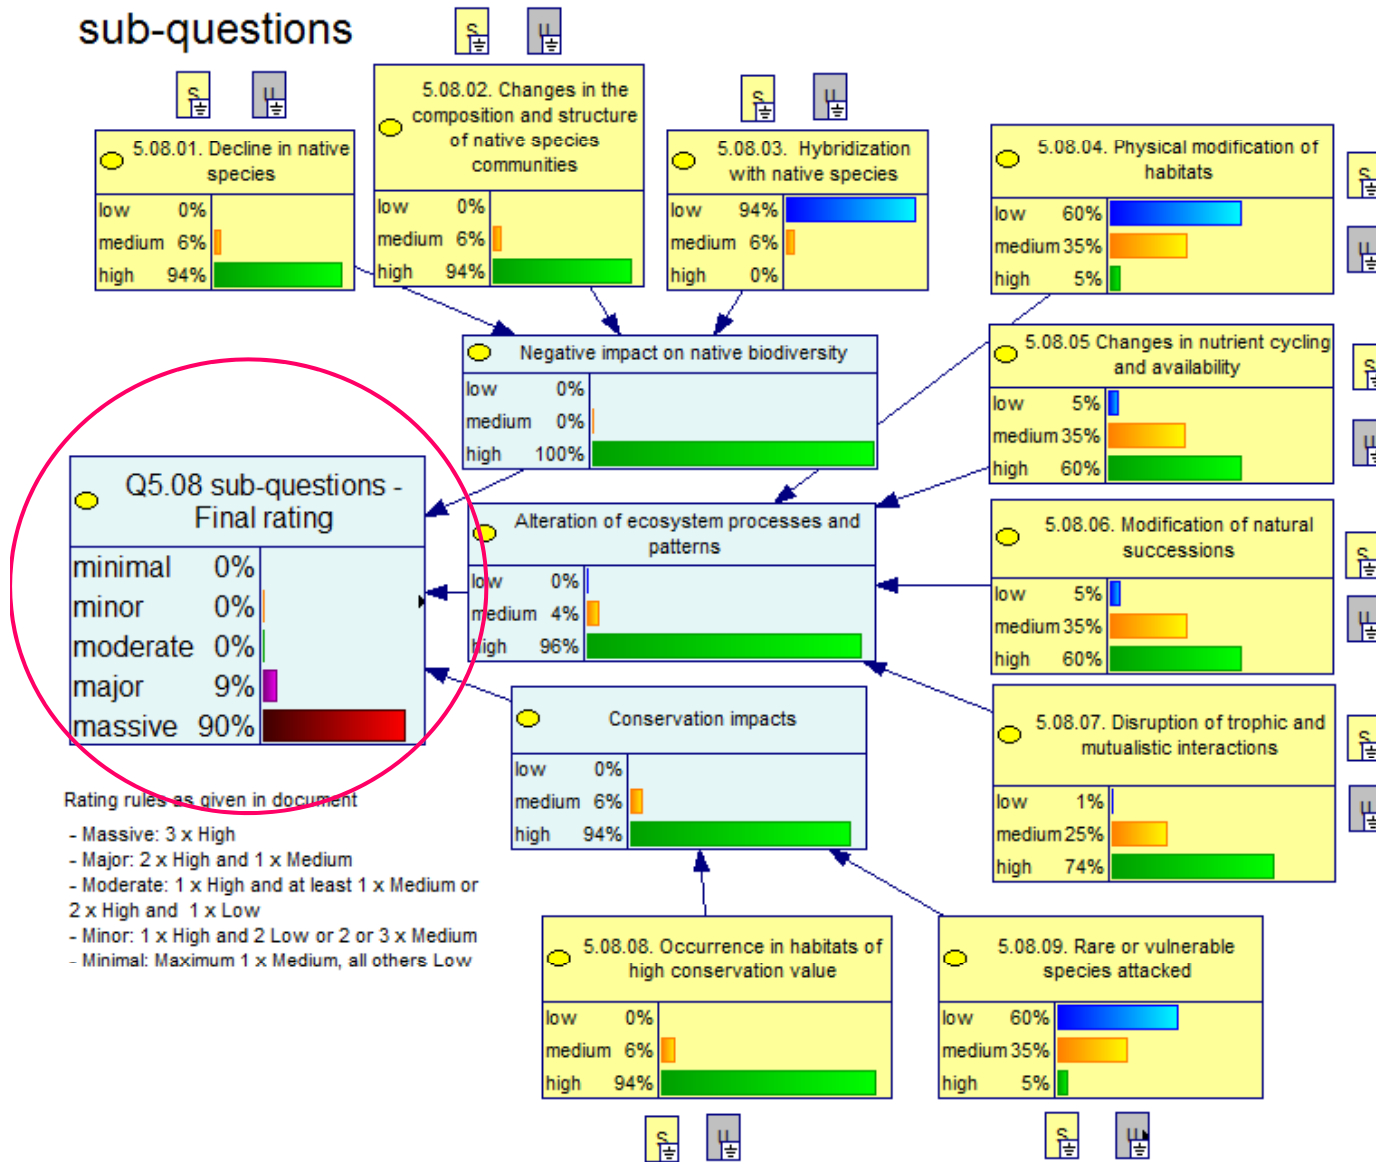 sub-questions
s
u
s
u
s
u
5.08.01. Decline in native
species
low 0%
medium 6%
high 94%
5.08.02. Changes in the
composition and structure
of native species
communities
low 0%
medium 6%
high 94%
5.08.03. Hybridization
with native species
low 94%
medium 6%
high 0%
5.08.04. Physical modification of
habitats
low 60%
medium 35%
high 5%
s
u
Negative impact on native biodiversity
low 0%
medium 0%
high 100%
5.08.05 Changes in nutrient cycling
and availability
low 5%
medium 35%
high 60%
s
u
Q5.08 sub-questions -
Final rating
minimal 0%
minor 0%
moderate 0%
major 9%
massive 90%
Alteration of ecosystem processes and
patterns
low 0%
medium 4%
high 96%
5.08.06. Modification of natural
successions
low 5%
medium 35%
high 60%
s
u
Conservation impacts
low 0%
medium 6%
high 94%
5.08.07. Disruption of trophic and
mutualistic interactions
low 1%
medium 25%
high 74%
s
u
Rating rules as given in document
- Massive: 3 x High
- Major: 2 x High and 1 x Medium
- Moderate: 1 x High and at least 1 x Medium or
2 x High and 1 x Low
- Minor: 1 x High and 2 Low or 2 or 3 x Medium
- Minimal: Maximum 1 x Medium, all others Low
5.08.08. Occurrence in habitats of
high conservation value
low 0%
medium 6%
high 94%
s
u
5.08.09. Rare or vulnerable
species attacked
low 60%
medium 35%
high 5%
s
u